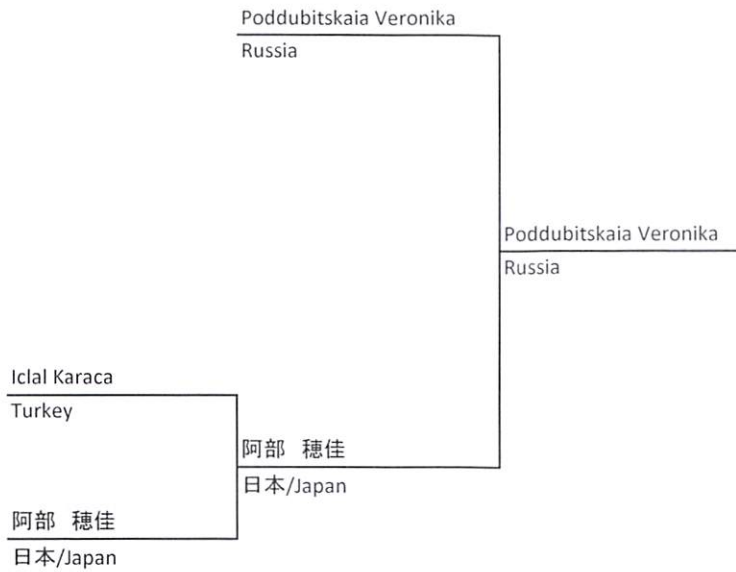 Poddubitskaia Veronika
Russia
Poddubitskaia Veronika
Russia
Iclal Karaca
Turkey
阿部 穂佳
日本/Japan
阿部 穂佳
日本/Japan